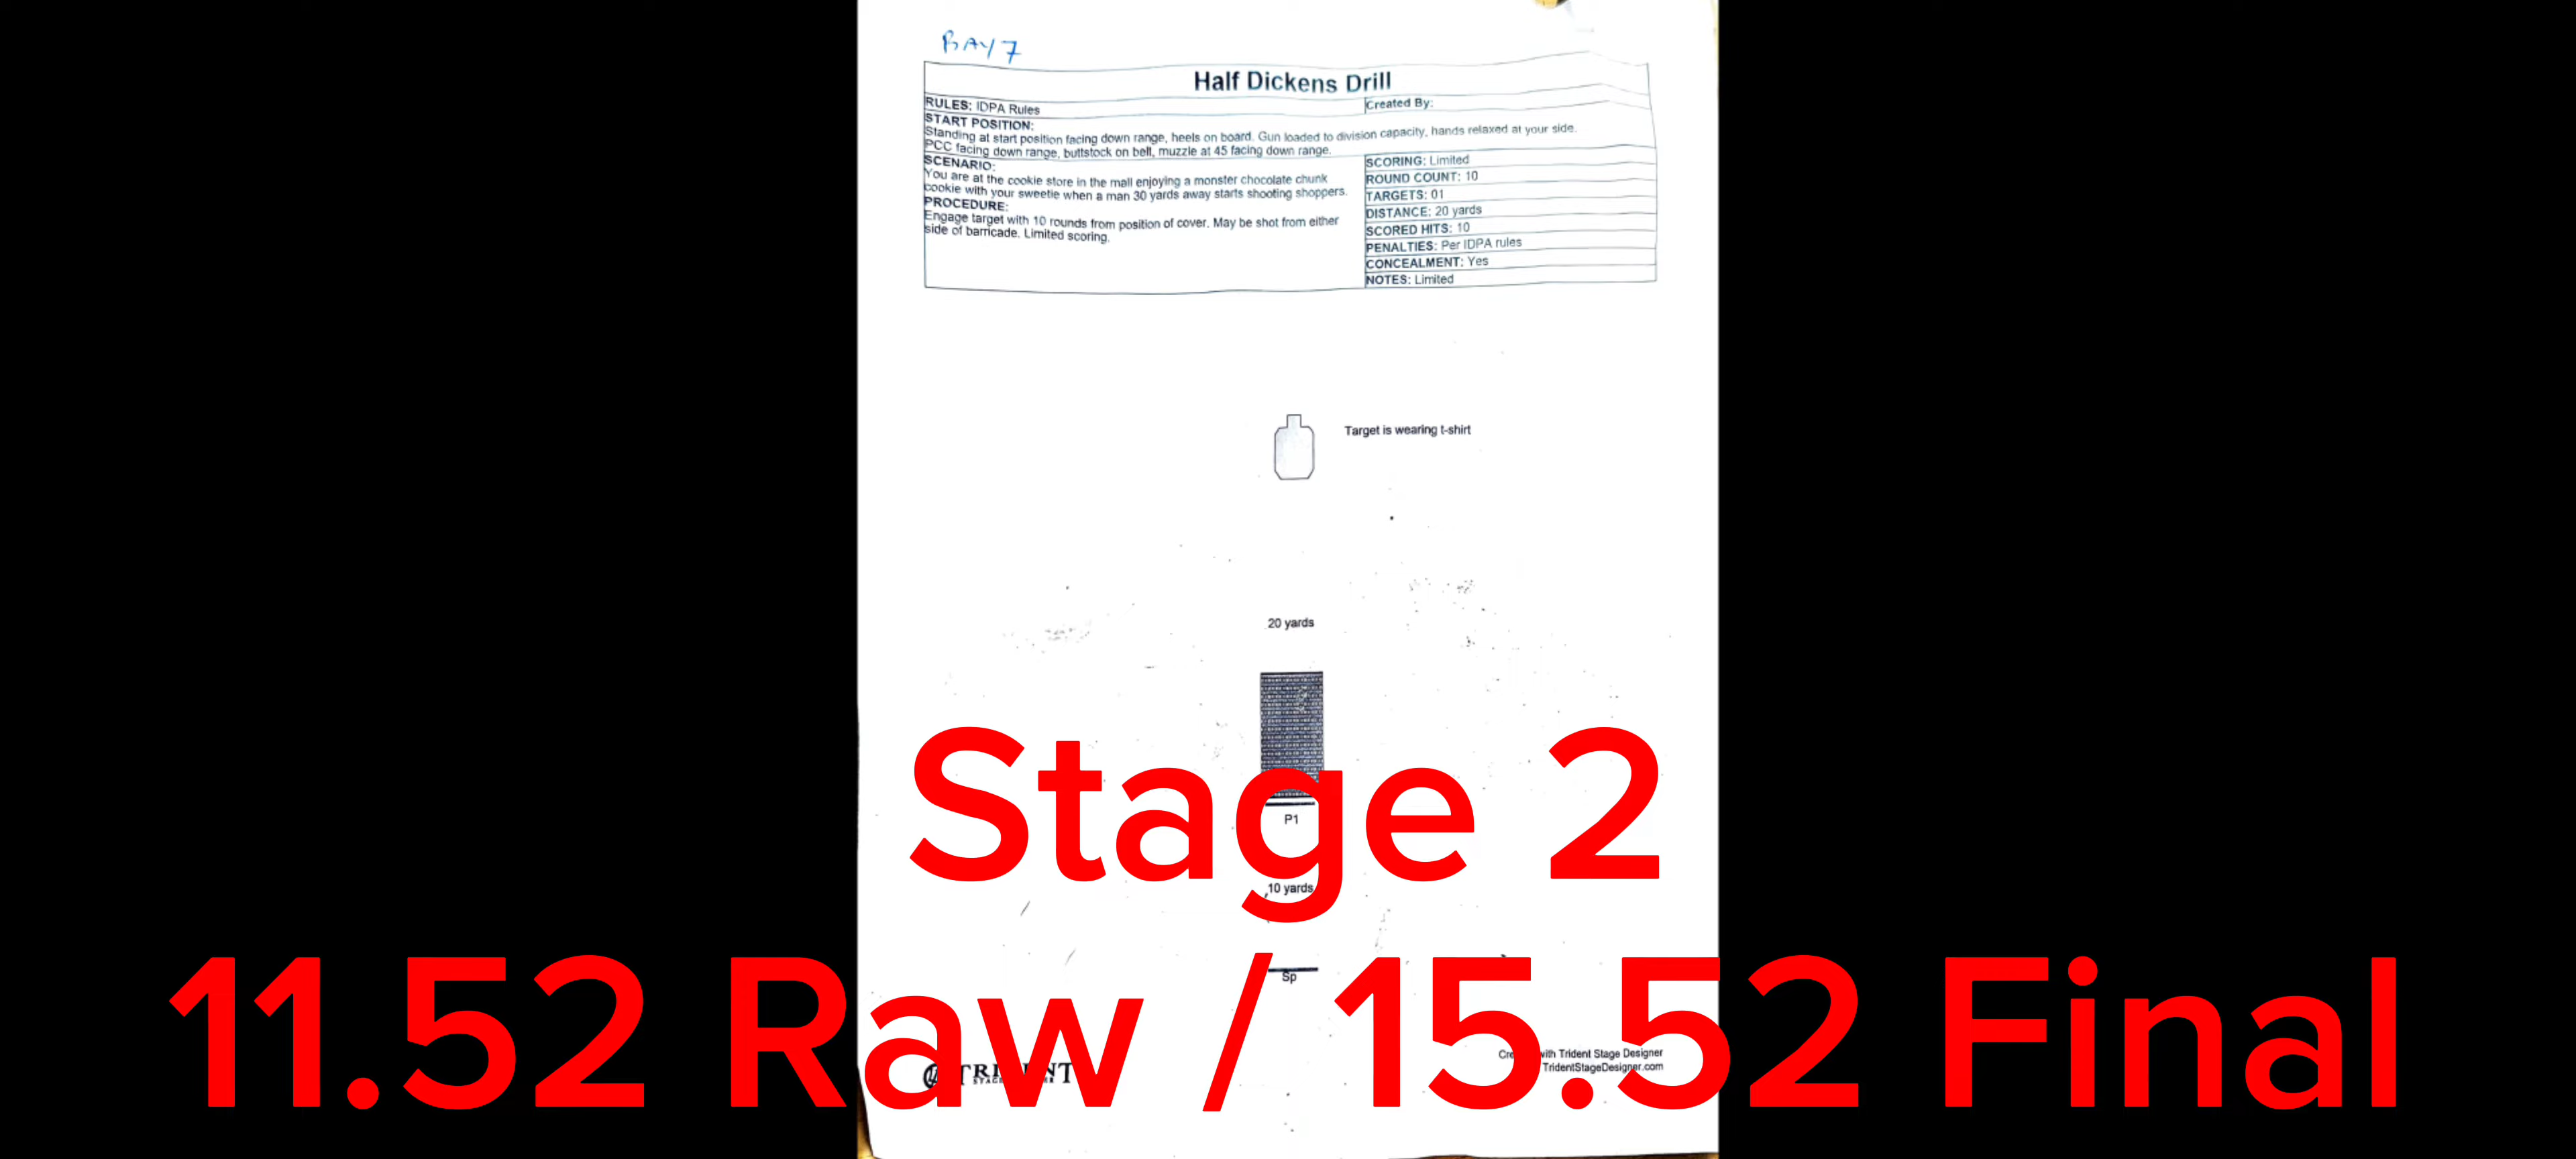 BAY 7
Half Dickens Drill
RULES: IDPA Rules
Created By:
START POSITION:
Standing at start position facing down range, heels on board. Gun loaded to division capacity, hands relaxed at your side.
PCC facing down range, buttstock on belt, muzzle at 45 facing down range.
SCENARIO:
You are at the cookie store in the mall enjoying a monster chocolate chunk
cookie with your sweetie when a man 30 yards away starts shooting shoppers.
PROCEDURE:
Engage target with 10 rounds from position of cover. May be shot from either
side of barricade. Limited scoring.
SCORING: Limited
ROUND COUNT: 10
TARGETS: 01
DISTANCE: 20 yards
SCORED HITS: 10
PENALTIES: Per IDPA rules
CONCEALMENT: Yes
NOTES: Limited
Target is wearing t-shirt
20 yards
Stage 2
P1
10 yards
11.52 Raw / 15.52 Final
Sp
with Trident Stage Designer
TridentStageDesigner.com